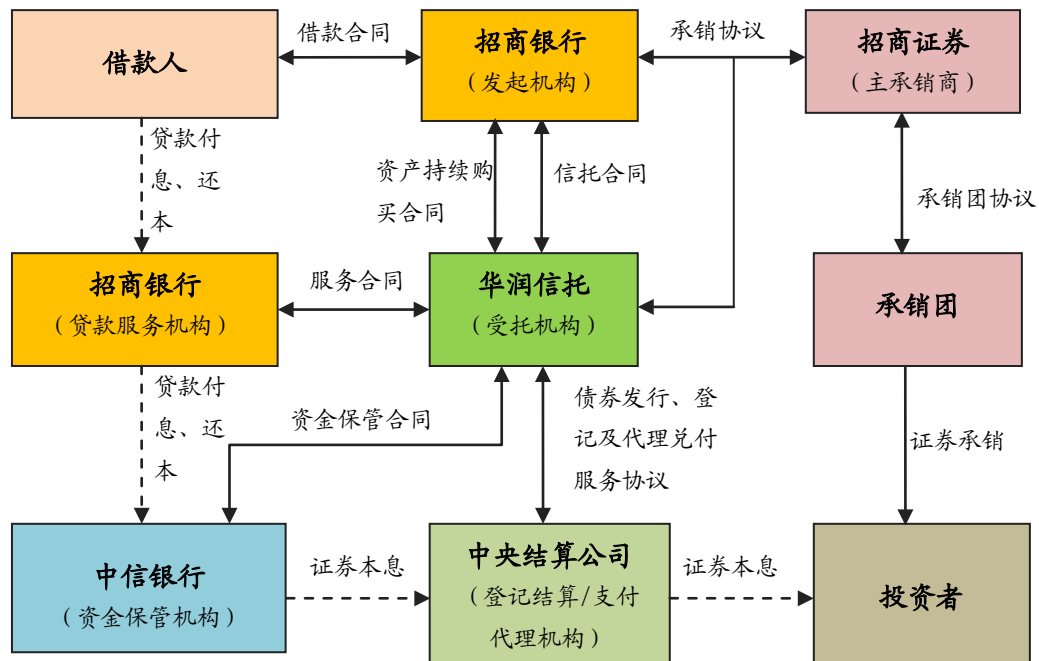 借款人
借款合同
招商银行
（发起机构）
承销协议
招商证券
（主承销商）
贷款付
息、还
本
资产持续购
买合同
信托合同
承销团协议
招商银行
（贷款服务机构）
服务合同
华润信托
（受托机构）
承销团
贷款付
息、还
本
资金保管合同
债券发行、登
记及代理兑付
服务协议
证券承销
中信银行
（资金保管机构）
证券本息
中央结算公司
（登记结算/支付
代理机构）
证券本息
投资者